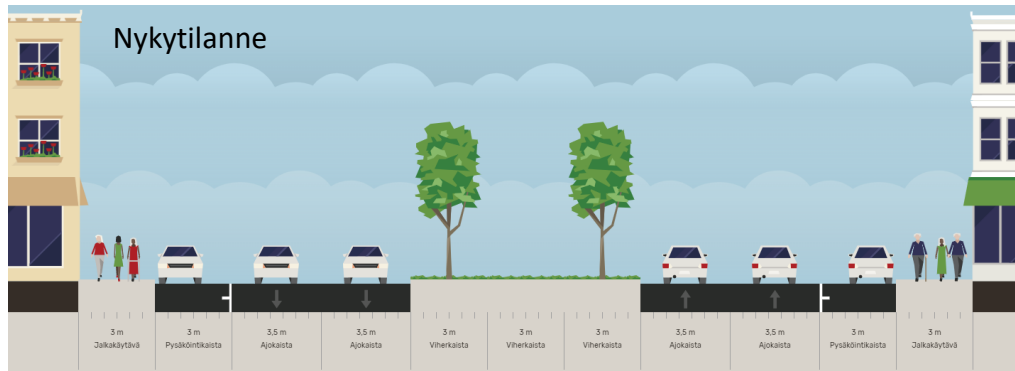 Nykytilanne
3 m 3 m 3,5 m 3,5 m 3 m 3 m 3 m 3,5 m 3,5 m 3 m 3 m
Jalkakäytävä Pysäköintikaista Ajokaista Ajokaista Viherkaista Viherkaista Viherkaista Ajokaista Ajokaista Pysäköintikaista Jalkakäytävä